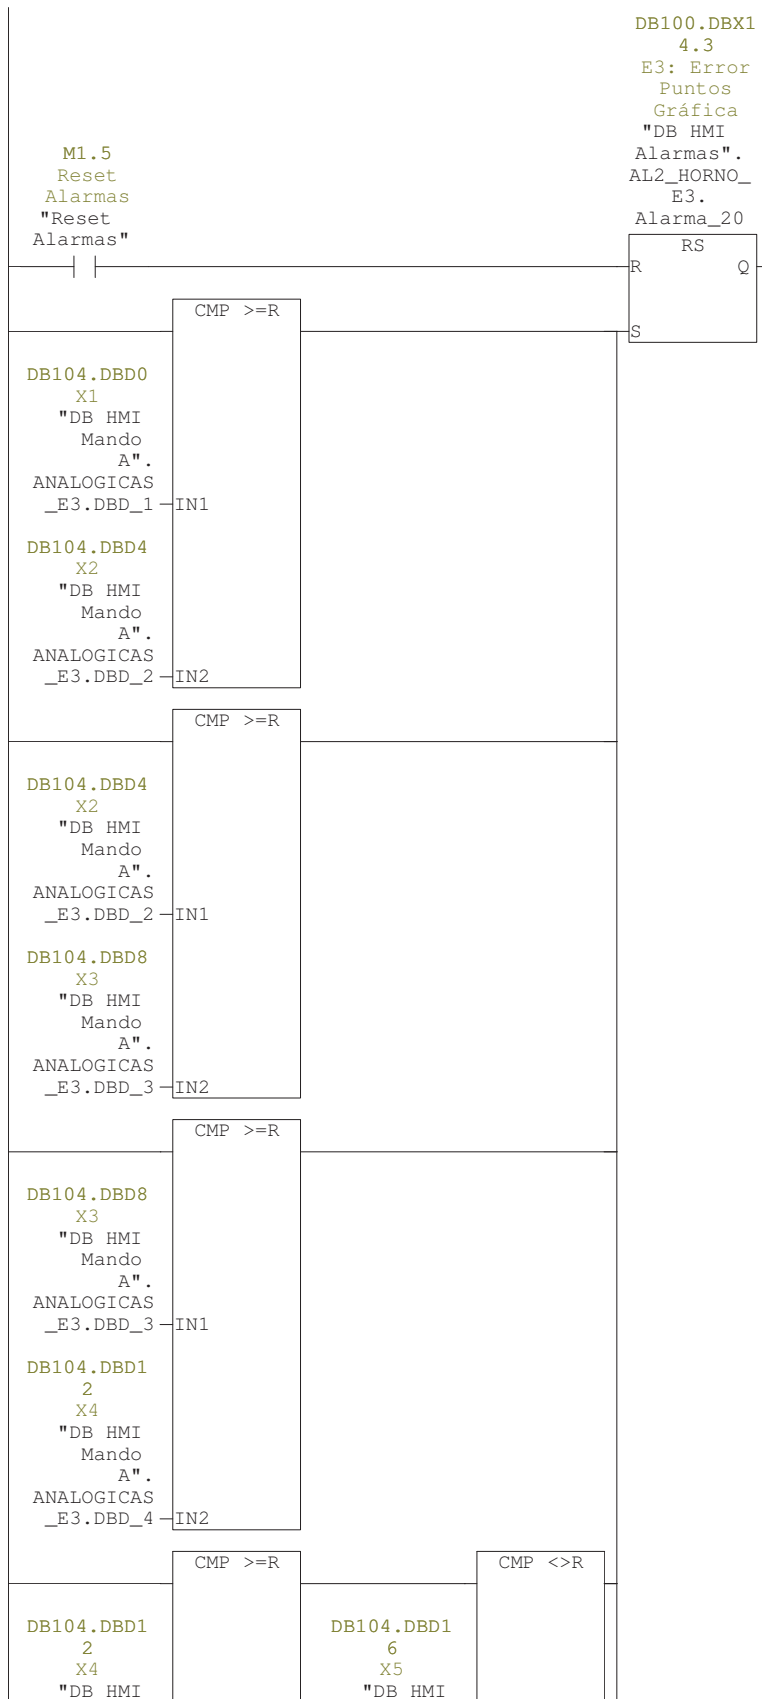 DB100.DBX1
4.3
E3: Error
Puntos
Gráfica
"DB HMI
Alarmas".
AL2_HORNO_
E3.
Alarma_20
M1.5
Reset
Alarmas
"Reset
Alarmas"
RS
R Q
S
CMP >=R
DB104.DBD0
X1
"DB HMI
Mando
A".
ANALOGICAS
_E3.DBD_1 IN1
DB104.DBD4
X2
"DB HMI
Mando
A".
ANALOGICAS
_E3.DBD_2 IN2
CMP >=R
DB104.DBD4
X2
"DB HMI
Mando
A".
ANALOGICAS
_E3.DBD_2 IN1
DB104.DBD8
X3
"DB HMI
Mando
A".
ANALOGICAS
_E3.DBD_3 IN2
CMP >=R
DB104.DBD8
X3
"DB HMI
Mando
A".
ANALOGICAS
_E3.DBD_3 IN1
DB104.DBD1
2
X4
"DB HMI
Mando
A".
ANALOGICAS
_E3.DBD_4 IN2
CMP >=R
DB104.DBD1
2
X4
"DB HMI
CMP <>R
DB104.DBD1
6
X5
"DB HMI